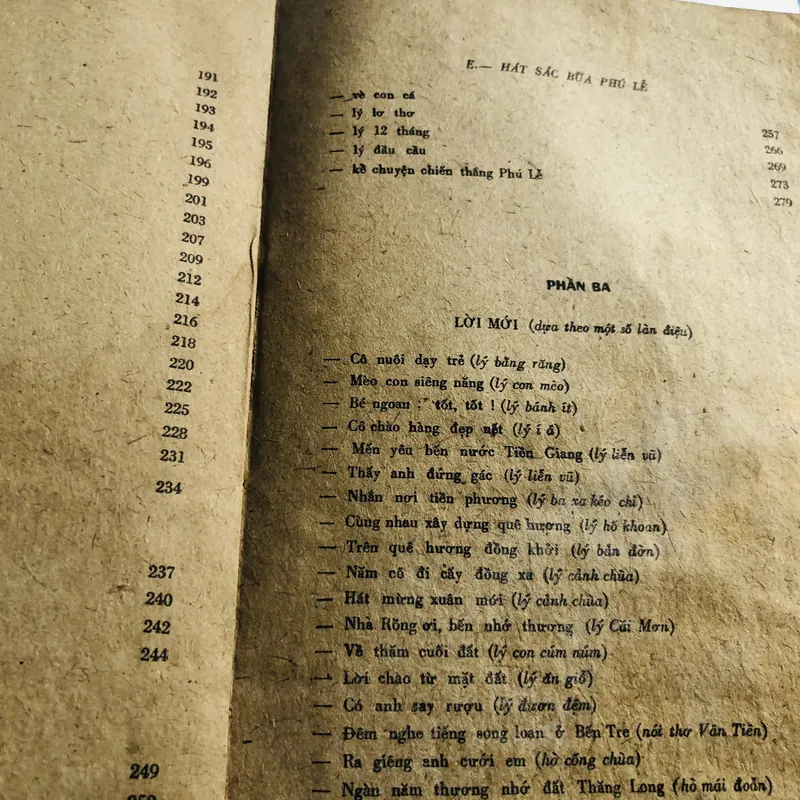 191
192
193
194
195
196
199
201
203
207
209
212
214
216
218
220
222
225
228
231
234
237
240
242
244
249
E.— HÁT SẮC BÙA PHÚ LỄ
— vè con cá 257
— lý lơ thơ 266
— lý 12 tháng 269
— lý đầu cầu 273
— kể chuyện chiến thắng Phú Lễ 279
PHẦN BA
LỜI MỚI (dựa theo một số làn điệu)
— Cô nuôi dạy trẻ (lý bằng răng)
— Mèo con siêng năng (lý con mèo)
— Bé ngoan : tốt, tốt ! (lý bánh ít)
— Cô chào hàng đẹp nết (lý í á)
— Mến yêu bến nước Tiền Giang (lý liễn vũ)
— Thấy anh đứng gác (lý liễn vũ)
— Nhắn nơi tiền phương (lý ba xa kéo chỉ)
— Cùng nhau xây dựng quê hương (lý hố khoan)
— Trên quê hương đồng khởi (lý bản đờn)
— Năm cô đi cấy đồng xa (lý cảnh chùa)
— Hát mừng xuân mới (lý cảnh chùa)
— Nhà Rồng ơi, bến nhớ thương (lý Cái Mơn)
— Về thăm cuối đất (lý con cúm núm)
— Lời chào từ mặt đất (lý ăn giỗ)
— Có anh say rượu (lý đươn đệm)
— Đêm nghe tiếng song loan ở Bến Tre (nói thơ Vân Tiên)
— Ra giêng anh cưới em (hò cống chùa)
— Ngàn năm thương nhớ đất Thăng Long (hò mái đoản)